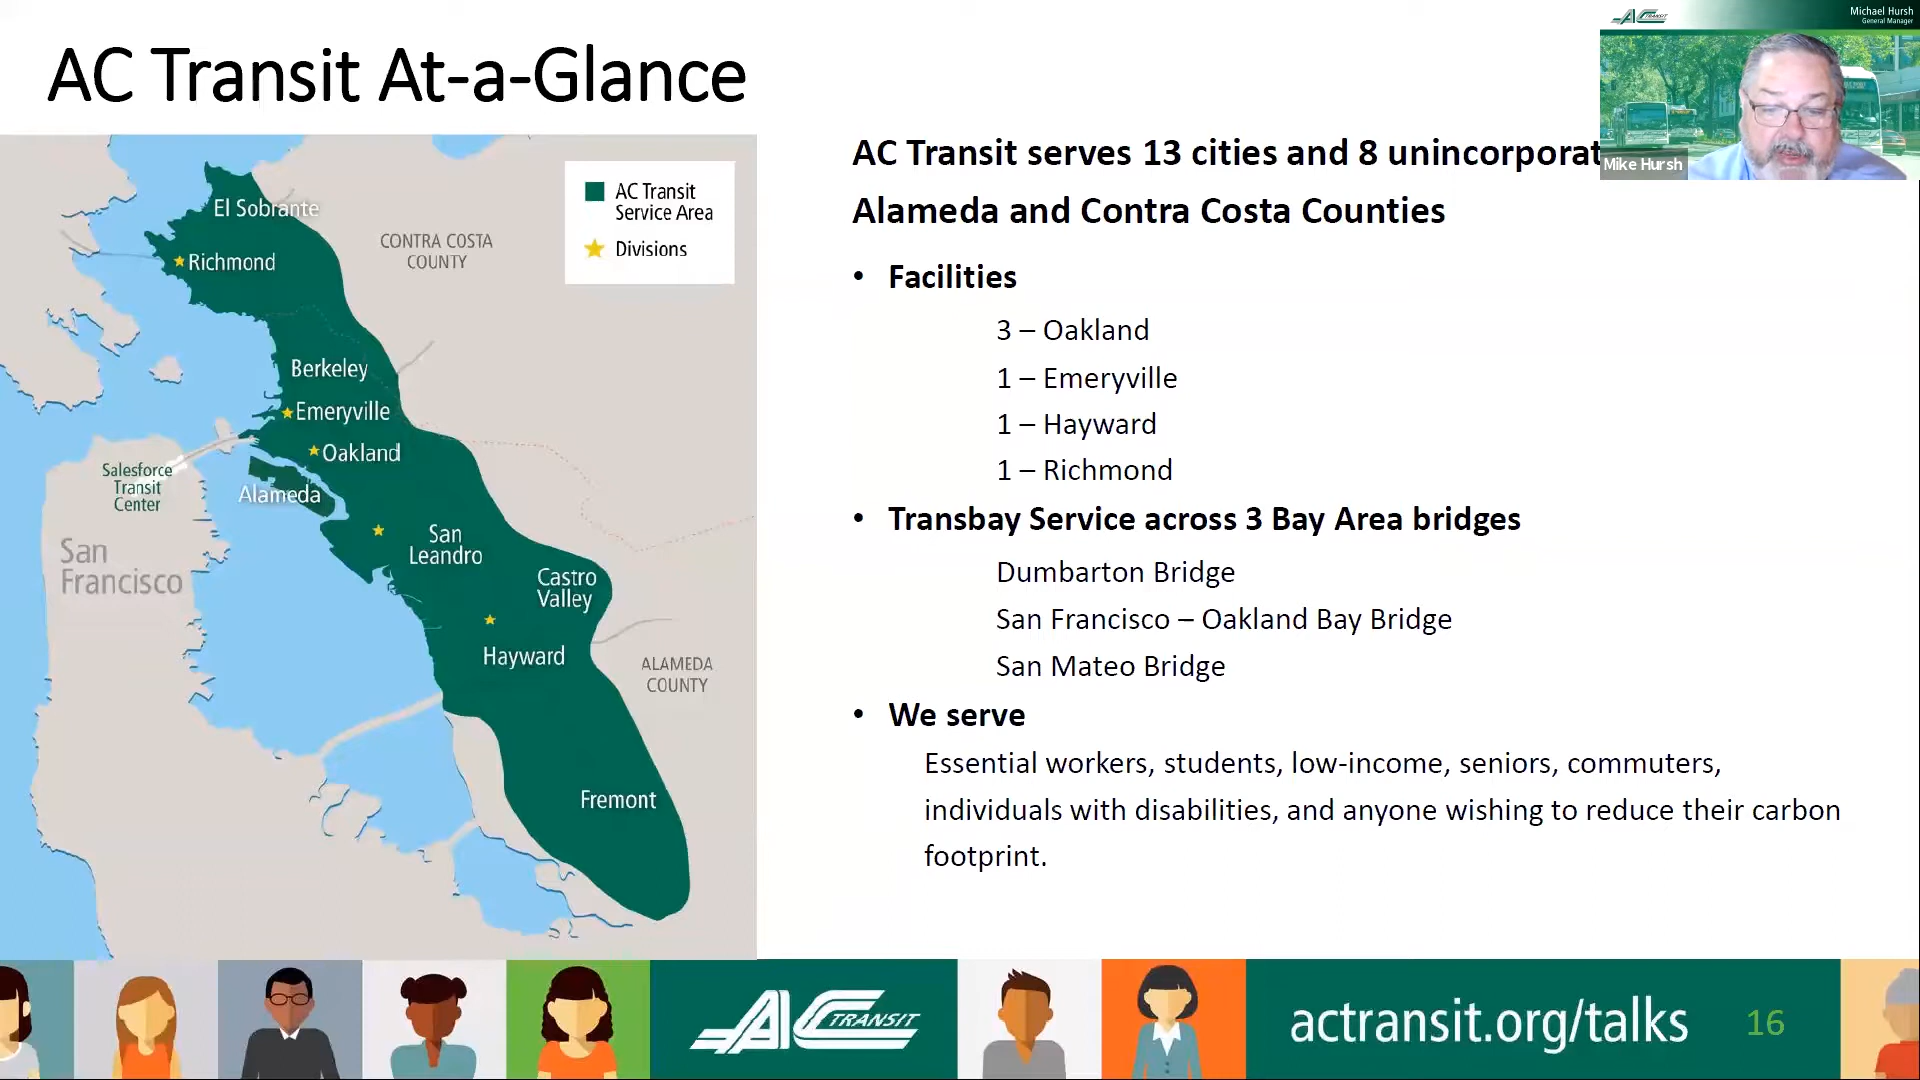 AC Transit At-a-Glance
AC TRANSIT
Michael Hursh
General Manager
Mike Hursh
AC Transit serves 13 cities and 8 unincorporat
Alameda and Contra Costa Counties
• Facilities
3 – Oakland
1 – Emeryville
1 – Hayward
1 – Richmond
• Transbay Service across 3 Bay Area bridges
Dumbarton Bridge
San Francisco – Oakland Bay Bridge
San Mateo Bridge
• We serve
Essential workers, students, low-income, seniors, commuters,
individuals with disabilities, and anyone wishing to reduce their carbon
footprint.
AC Transit
Service Area
Divisions
El Sobrante
CONTRA COSTA
COUNTY
Richmond
Berkeley
Emeryville
Oakland
Salesforce
Transit
Center
Alameda
San
Francisco
San
Leandro
Castro
Valley
Hayward
ALAMEDA
COUNTY
Fremont
AC TRANSIT
actransit.org/talks
16